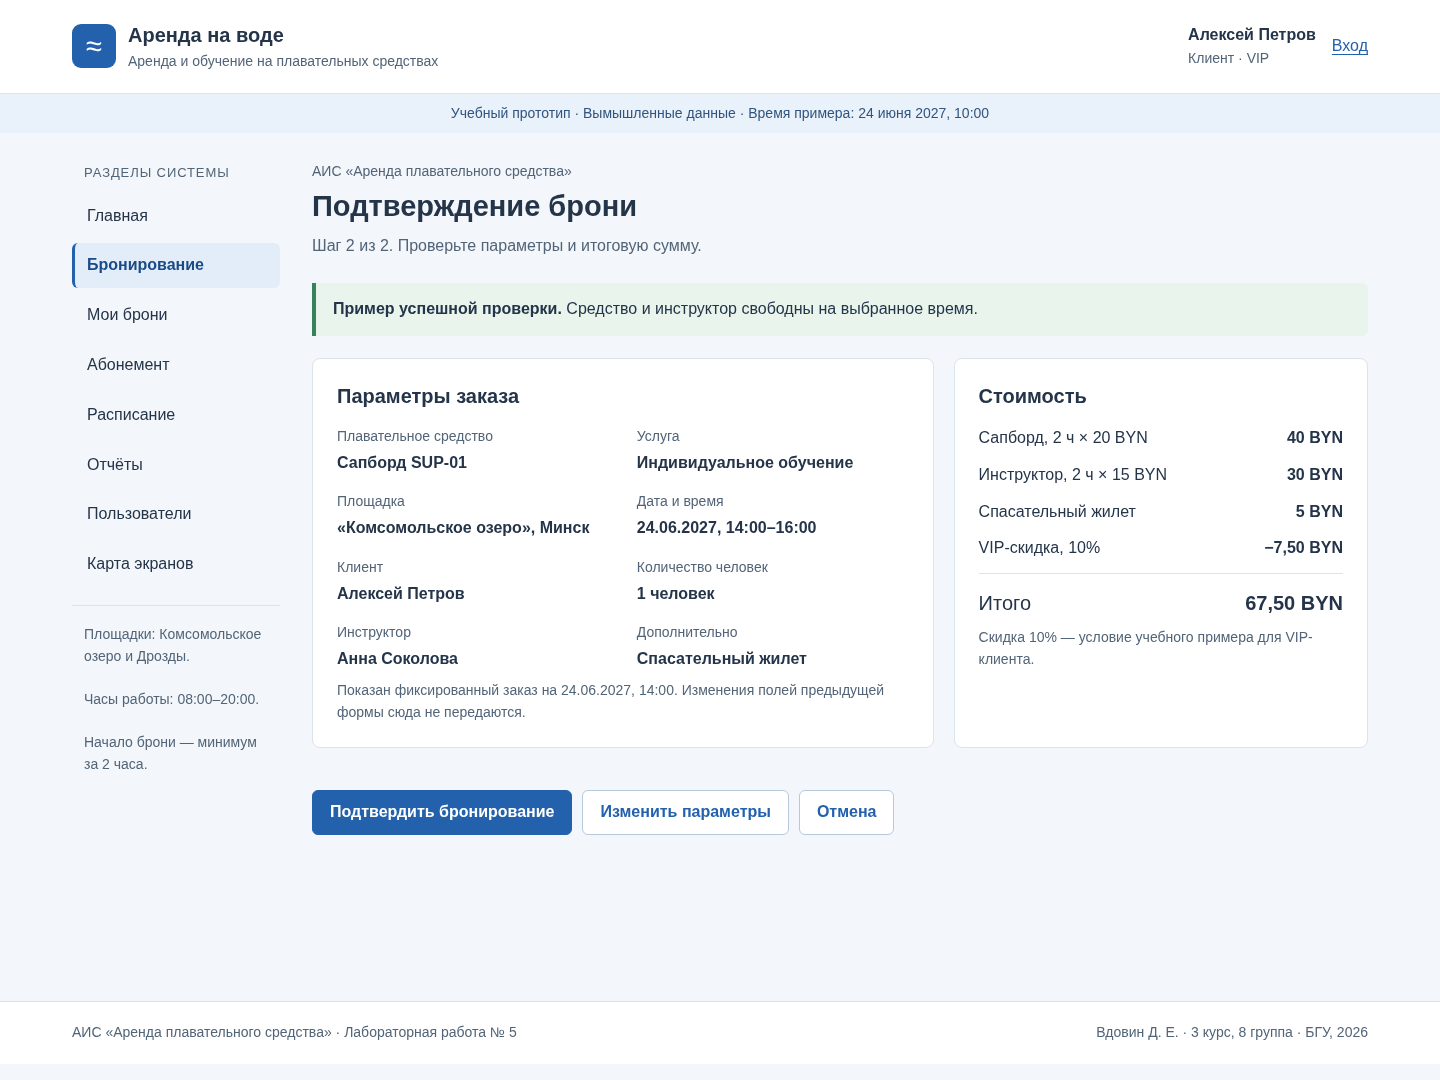 ≈
Аренда на воде
Аренда и обучение на плавательных средствах
Алексей Петров
Клиент · VIP
Вход
Учебный прототип · Вымышленные данные · Время примера: 24 июня 2027, 10:00
РАЗДЕЛЫ СИСТЕМЫ
Главная
Бронирование
Мои брони
Абонемент
Расписание
Отчёты
Пользователи
Карта экранов
Площадки: Комсомольское
озеро и Дрозды.
Часы работы: 08:00–20:00.
Начало брони — минимум
за 2 часа.
АИС «Аренда плавательного средства»
Подтверждение брони
Шаг 2 из 2. Проверьте параметры и итоговую сумму.
Пример успешной проверки. Средство и инструктор свободны на выбранное время.
Параметры заказа
Плавательное средство
Сапборд SUP-01
Услуга
Индивидуальное обучение
Площадка
«Комсомольское озеро», Минск
Дата и время
24.06.2027, 14:00–16:00
Клиент
Алексей Петров
Количество человек
1 человек
Инструктор
Анна Соколова
Дополнительно
Спасательный жилет
Показан фиксированный заказ на 24.06.2027, 14:00. Изменения полей предыдущей
формы сюда не передаются.
Стоимость
Сапборд, 2 ч × 20 BYN 40 BYN
Инструктор, 2 ч × 15 BYN 30 BYN
Спасательный жилет 5 BYN
VIP-скидка, 10% −7,50 BYN
Итого 67,50 BYN
Скидка 10% — условие учебного примера для VIP-
клиента.
Подтвердить бронирование
Изменить параметры
Отмена
АИС «Аренда плавательного средства» · Лабораторная работа № 5
Вдовин Д. Е. · 3 курс, 8 группа · БГУ, 2026